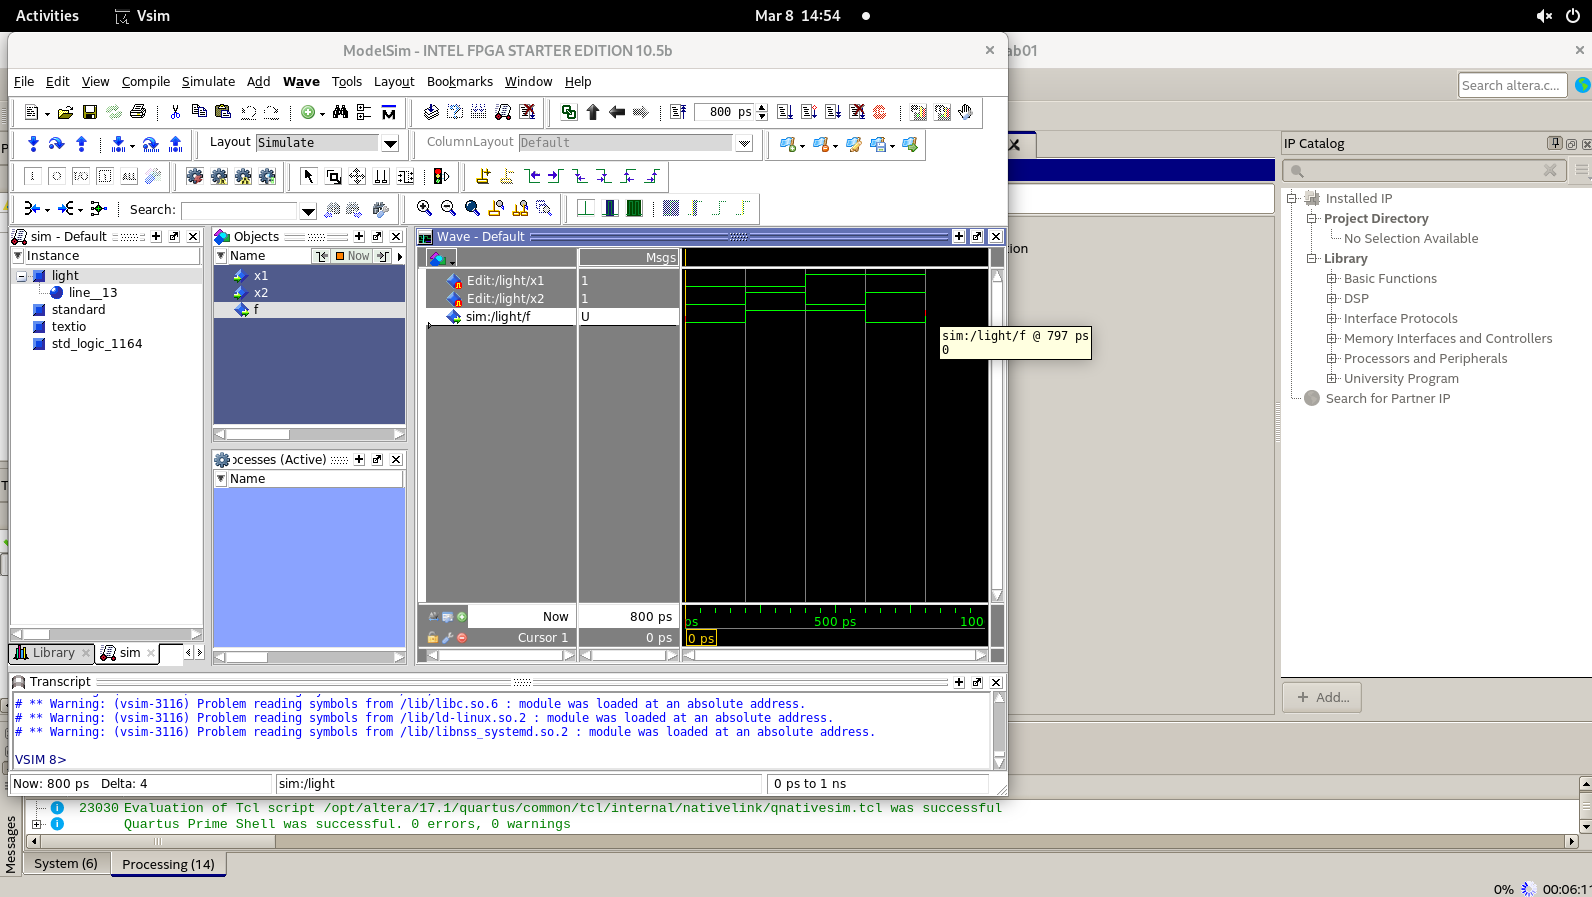 Activities
Vsim
Mar 8 14:54
ModelSim - INTEL FPGA STARTER EDITION 10.5b
ab01
File Edit View Compile Simulate Add Wave Tools Layout Bookmarks Window Help
Search altera.c...
800 ps
Layout Simulate
ColumnLayout Default
IP Catalog
Search:
Installed IP
Project Directory
No Selection Available
Library
Basic Functions
DSP
Interface Protocols
Memory Interfaces and Controllers
Processors and Peripherals
University Program
Search for Partner IP
Add...
sim - Default
Instance
light
line__13
standard
textio
std_logic_1164
Library
sim
Objects
Name
Now
x1
x2
f
ocesses (Active)
Name
Wave - Default
Msgs
Edit:/light/x1 1
Edit:/light/x2 1
sim:/light/f U
sim:/light/f @ 797 ps
0
Now 800 ps
ps 500 ps 100
Cursor 1 0 ps
0 ps
Transcript
# ** Warning: (vsim-3116) Problem reading symbols from /lib/libc.so.6 : module was loaded at an absolute address.
# ** Warning: (vsim-3116) Problem reading symbols from /lib/ld-linux.so.2 : module was loaded at an absolute address.
# ** Warning: (vsim-3116) Problem reading symbols from /lib/libnss_systemd.so.2 : module was loaded at an absolute address.
VSIM 8>
Now: 800 ps Delta: 4
sim:/light
0 ps to 1 ns
23030 Evaluation of Tcl script /opt/altera/17.1/quartus/common/tcl/internal/nativelink/qnativesim.tcl was successful
Quartus Prime Shell was successful. 0 errors, 0 warnings
Messages
System (6)
Processing (14)
0%
00:06:11